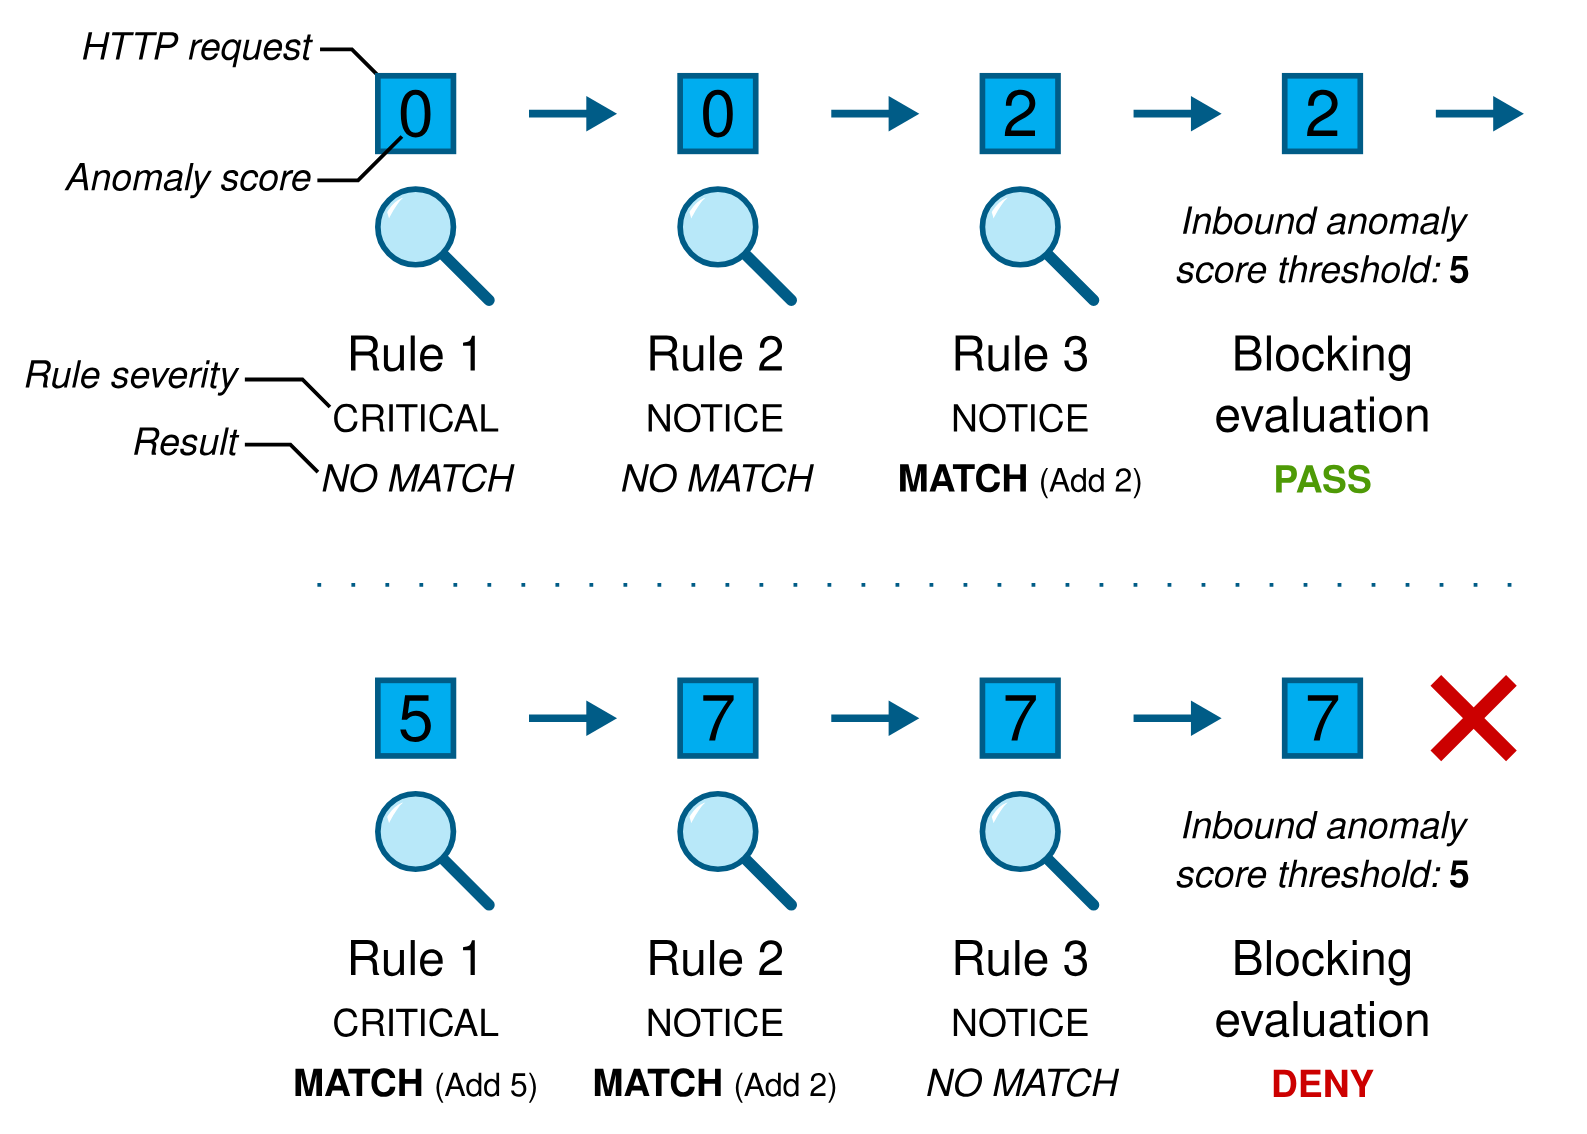 HTTP request
0
0
2
2
Anomaly score
Inbound anomaly
score threshold: 5
Rule 1
Rule 2
Rule 3
Blocking
evaluation
Rule severity
CRITICAL
NOTICE
NOTICE
Result
NO MATCH
NO MATCH
MATCH (Add 2)
PASS
5
7
7
7
Inbound anomaly
score threshold: 5
Rule 1
Rule 2
Rule 3
Blocking
evaluation
CRITICAL
NOTICE
NOTICE
MATCH (Add 5)
MATCH (Add 2)
NO MATCH
DENY